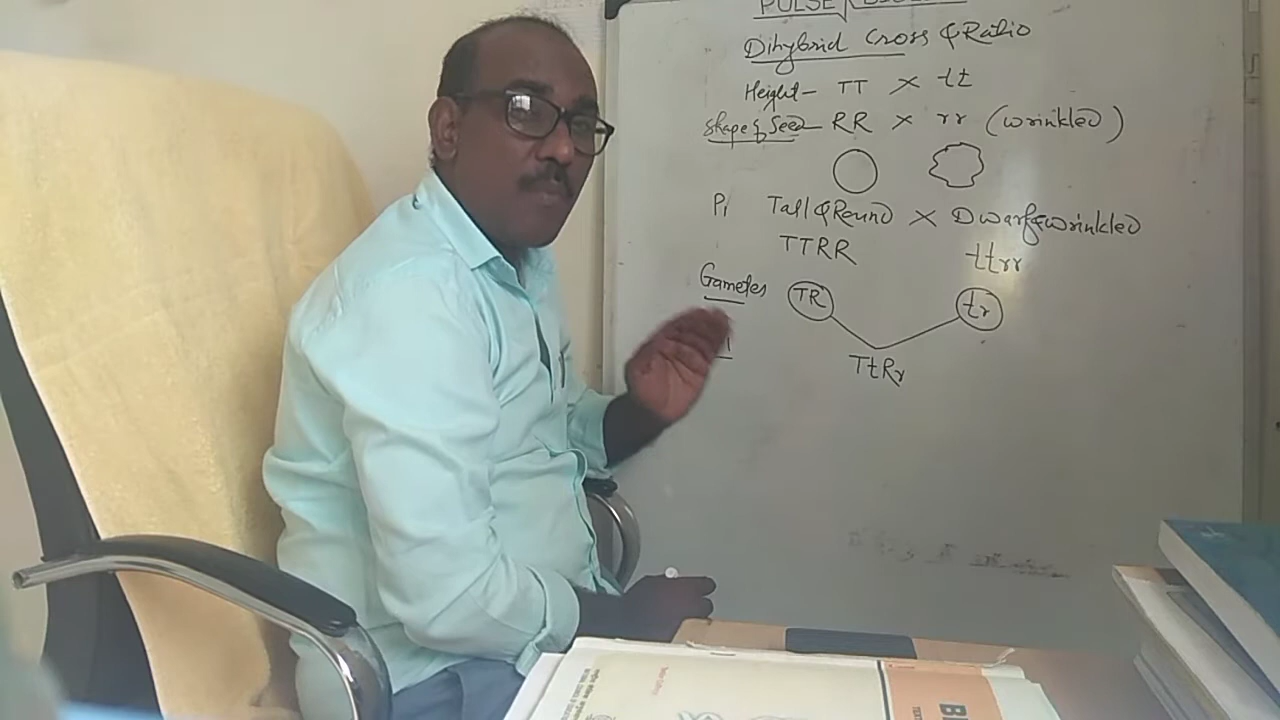 PULSE
Dihybrid Cross & Ratio
Height - TT × tt
Shape of Seed RR × rr (wrinkled)
P1 Tall & Round × Dwarf & wrinkled
TTRR ttrr
Gametes TR tr
TtRr